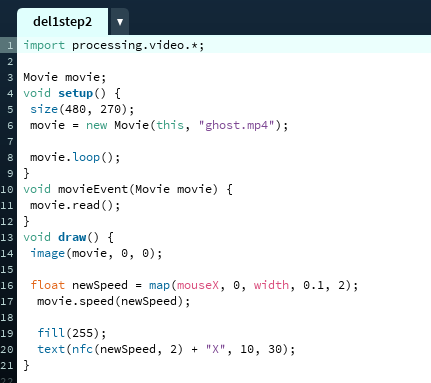 del1step2 ▼
1 import processing.video.*;
2
3 Movie movie;
4 void setup() {
5  size(480, 270);
6  movie = new Movie(this, "ghost.mp4");
7
8  movie.loop();
9 }
10 void movieEvent(Movie movie) {
11  movie.read();
12 }
13 void draw() {
14  image(movie, 0, 0);
15
16  float newSpeed = map(mouseX, 0, width, 0.1, 2);
17   movie.speed(newSpeed);
18
19   fill(255);
20   text(nfc(newSpeed, 2) + "X", 10, 30);
21 }
22